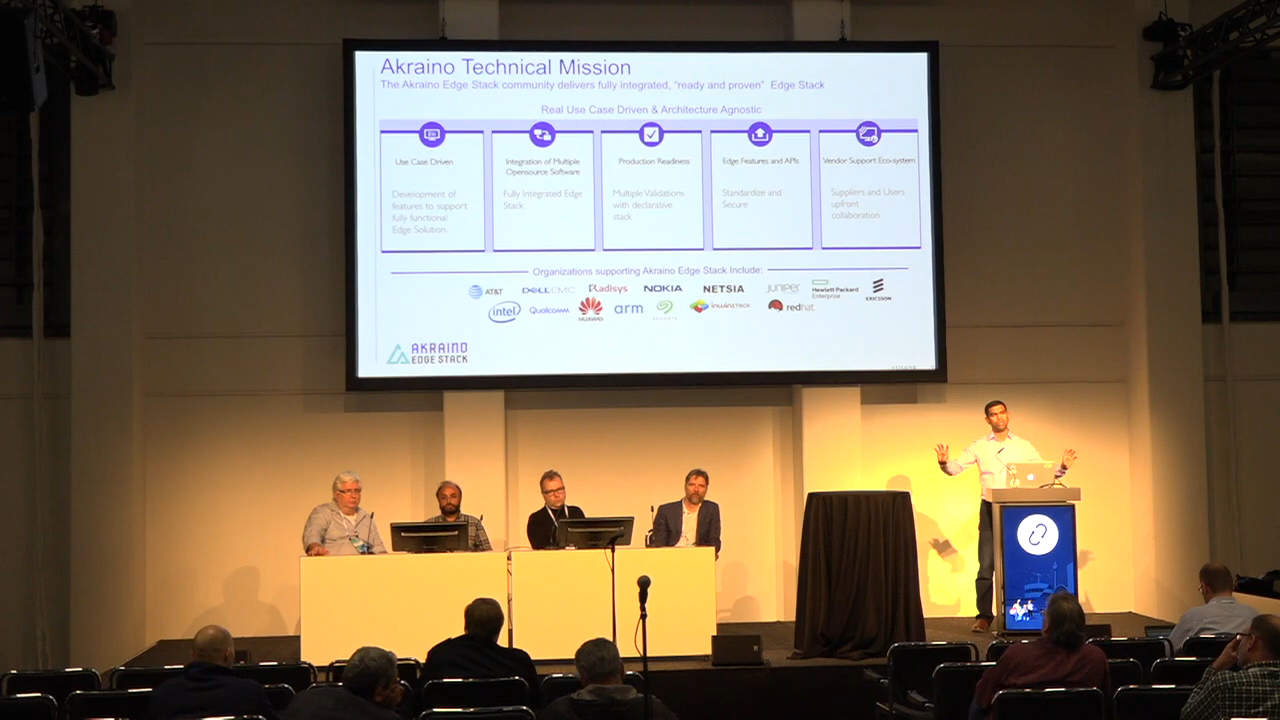 Akraino Technical Mission
The Akraino Edge Stack community delivers fully integrated, “ready and proven” Edge Stack
Real Use Case Driven & Architecture Agnostic
Use Case Driven
Development of
features to support
fully functional
Edge Solution.
Integration of Multiple
Opensource Software
Fully Integrated Edge
Stack
Production Readiness
Multiple Validations
with declarative
stack
Edge Features and APIs
Standardize and
Secure
Vendor Support Eco-system
Suppliers and Users
upfront
collaboration
Organizations supporting Akraino Edge Stack Include:
AT&T
DELLEMC
Radisys
NOKIA
NETSIA
JUNIPER
Hewlett Packard
Enterprise
ERICSSON
intel
Qualcomm
HUAWEI
arm
inwinSTACK
redhat
AKRAINO
EDGE STACK